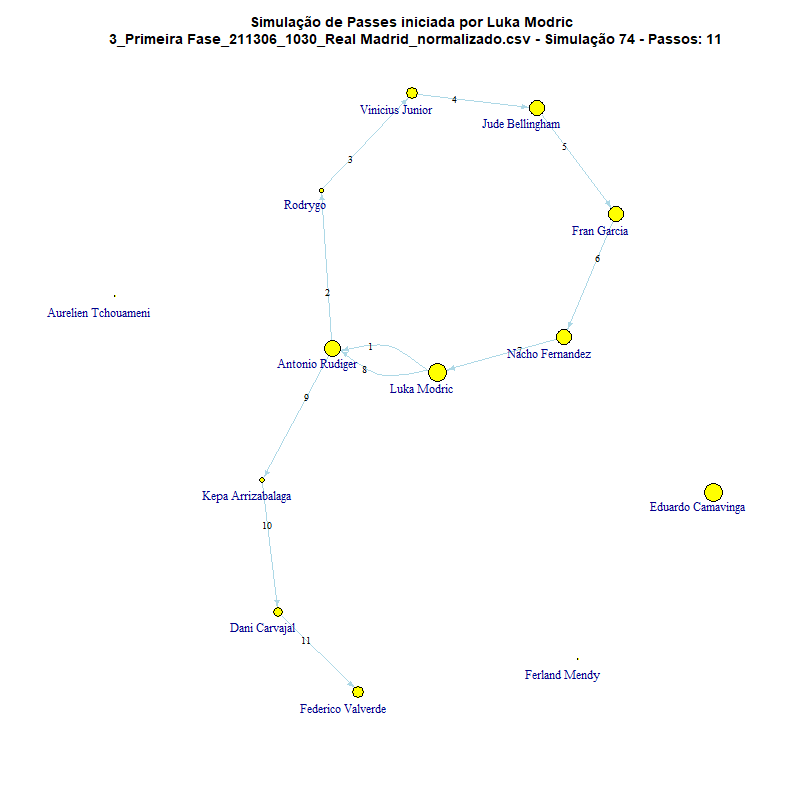 Simulação de Passes iniciada por Luka Modric
3_Primeira Fase_211306_1030_Real Madrid_normalizado.csv - Simulação 74 - Passos: 11
4
Vinicius Junior
Jude Bellingham
5
3
Rodrygo
Fran Garcia
6
2
Aurelien Tchouameni
1
7
Nacho Fernandez
Antonio Rudiger
8
Luka Modric
9
Kepa Arrizabalaga
Eduardo Camavinga
10
Dani Carvajal
11
Ferland Mendy
Federico Valverde